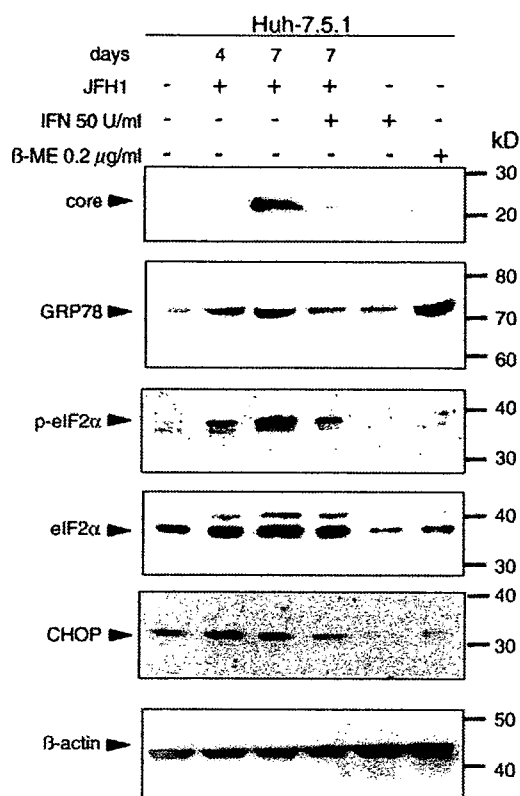 Huh-7.5.1
days 4 7 7
JFH1 - + + + - -
IFN 50 U/ml - - - + + -
ß-ME 0.2 µg/ml - - - - - +
kD
core 30
20
80
GRP78 70
60
p-eIF2α 40
30
eIF2α 40
30
40
CHOP 30
50
ß-actin 40